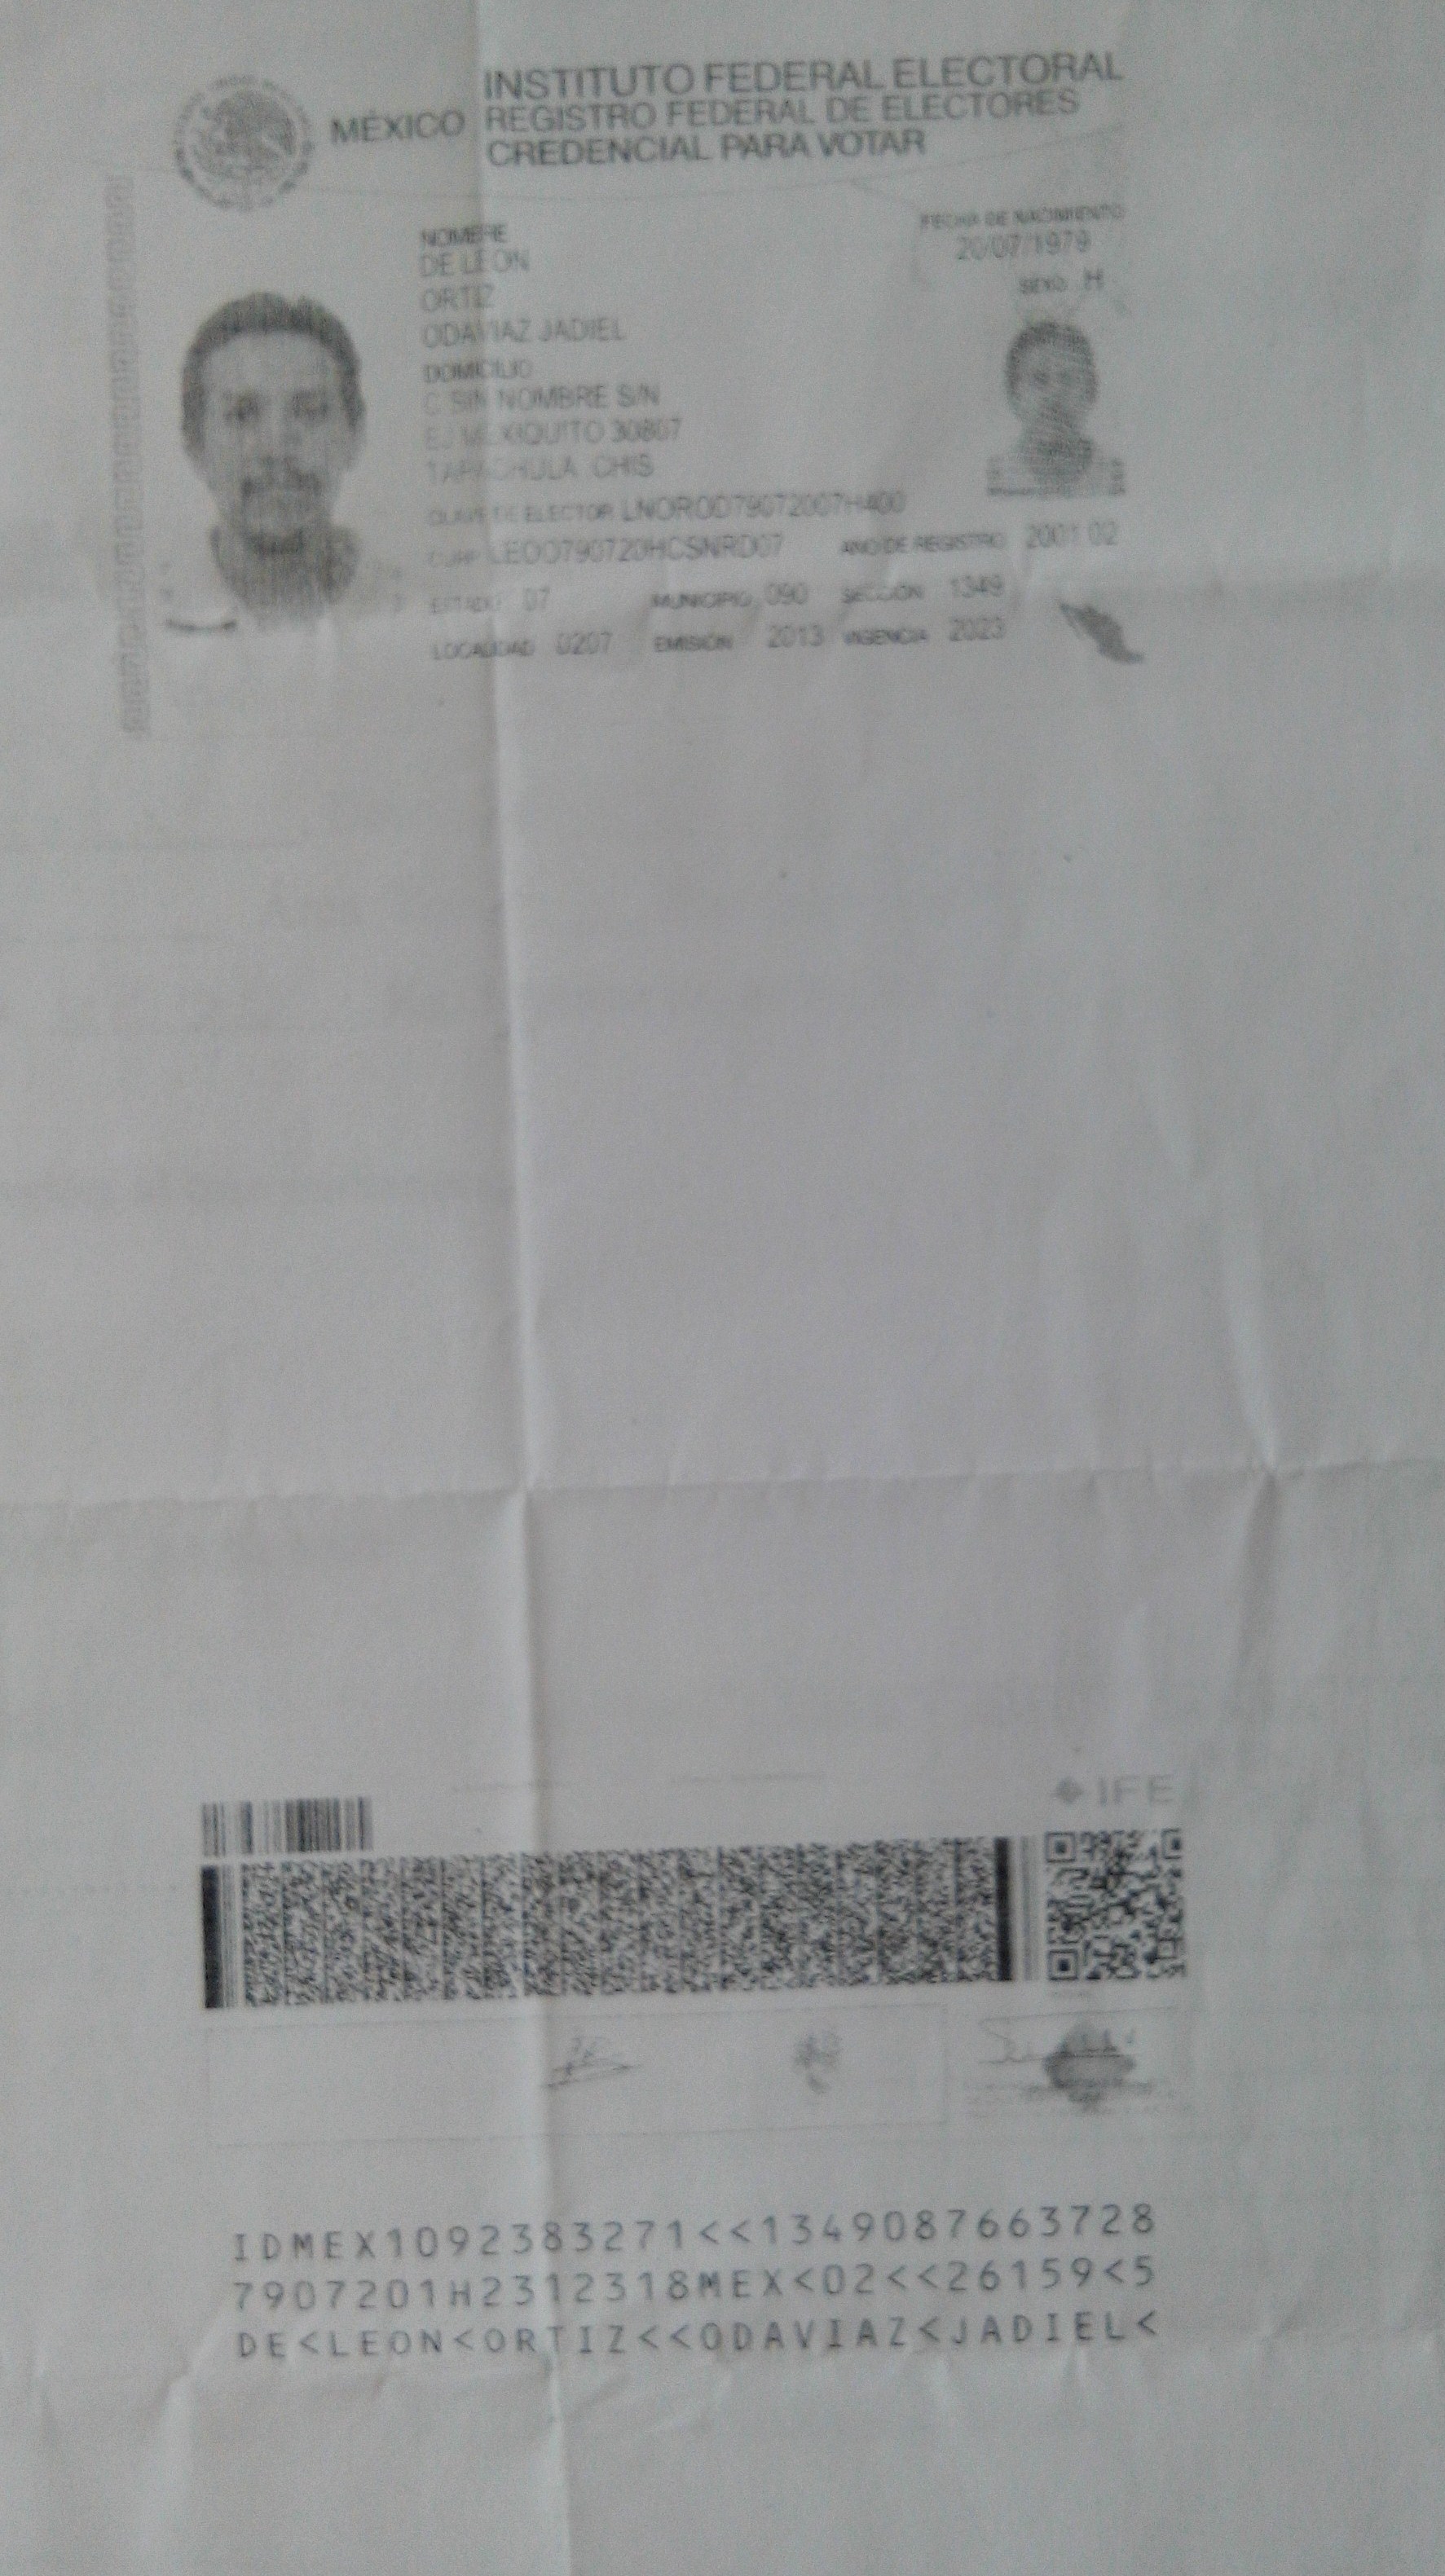 MÉXICO
INSTITUTO FEDERAL ELECTORAL
REGISTRO FEDERAL DE ELECTORES
CREDENCIAL PARA VOTAR
NOMBRE
DE LEON
ORTIZ
ODAVIAZ JADIEL
FECHA DE NACIMIENTO
20/07/1979
SEXO H
DOMICILIO
C SIN NOMBRE S/N
EJ MEXIQUITO 30807
TAPACHULA, CHIS
CLAVE DE ELECTOR LNOROD79072007H400
CURP LEOO790720HCSNRD07 AÑO DE REGISTRO 2001 02
ESTADO 07 MUNICIPIO 090 SECCIÓN 1349
LOCALIDAD 0207 EMISIÓN 2013 VIGENCIA 2023
IFE
IDMEX1092383271<<1349087663728
7907201H2312318MEX<02<<26159<5
DE<LEON<ORTIZ<<ODAVIAZ<JADIEL<